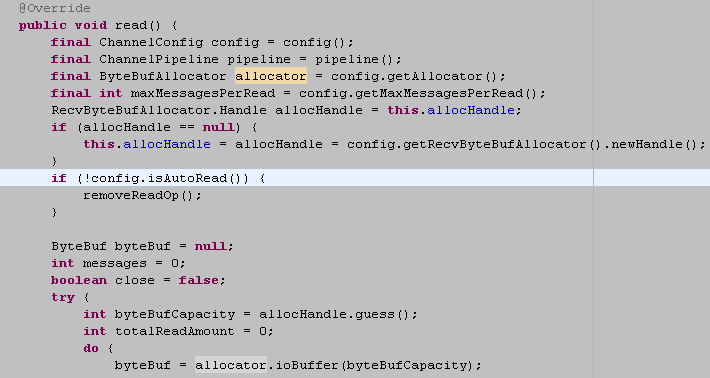 @Override
public void read() {
final ChannelConfig config = config();
final ChannelPipeline pipeline = pipeline();
final ByteBufAllocator allocator = config.getAllocator();
final int maxMessagesPerRead = config.getMaxMessagesPerRead();
RecvByteBufAllocator.Handle allocHandle = this.allocHandle;
if (allocHandle == null) {
this.allocHandle = allocHandle = config.getRecvByteBufAllocator().newHandle();
}
if (!config.isAutoRead()) {
removeReadOp();
}
ByteBuf byteBuf = null;
int messages = 0;
boolean close = false;
try {
int byteBufCapacity = allocHandle.guess();
int totalReadAmount = 0;
do {
byteBuf = allocator.ioBuffer(byteBufCapacity);